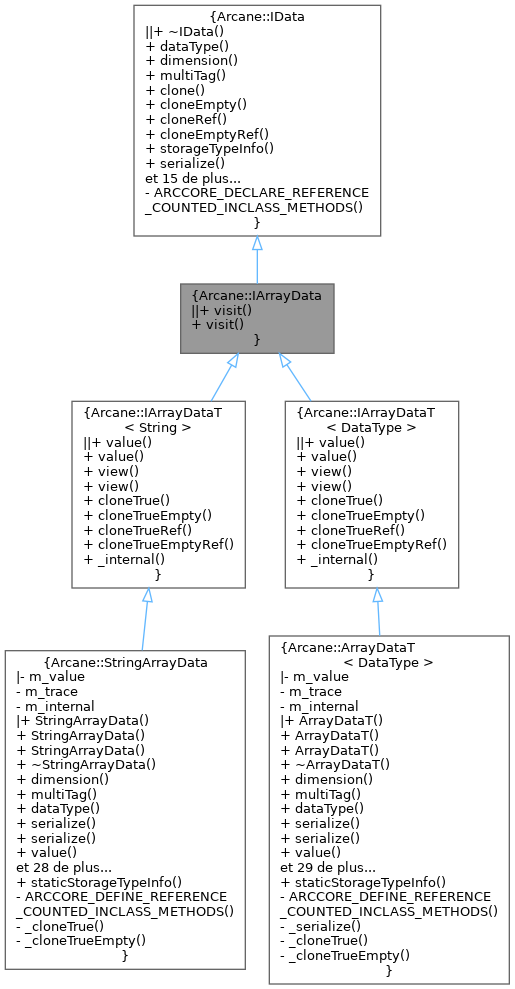 {Arcane::IData
||+ ~IData()
+ dataType()
+ dimension()
+ multiTag()
+ clone()
+ cloneEmpty()
+ cloneRef()
+ cloneEmptyRef()
+ storageTypeInfo()
+ serialize()
et 15 de plus...
- ARCCORE_DECLARE_REFERENCE
_COUNTED_INCLASS_METHODS()
}
{Arcane::IArrayData
||+ visit()
+ visit()
}
{Arcane::IArrayDataT
< String >
||+ value()
+ value()
+ view()
+ view()
+ cloneTrue()
+ cloneTrueEmpty()
+ cloneTrueRef()
+ cloneTrueEmptyRef()
+ _internal()
}
{Arcane::IArrayDataT
< DataType >
||+ value()
+ value()
+ view()
+ view()
+ cloneTrue()
+ cloneTrueEmpty()
+ cloneTrueRef()
+ cloneTrueEmptyRef()
+ _internal()
}
{Arcane::StringArrayData
|- m_value
- m_trace
- m_internal
|+ StringArrayData()
+ StringArrayData()
+ StringArrayData()
+ ~StringArrayData()
+ dimension()
+ multiTag()
+ dataType()
+ serialize()
+ serialize()
+ value()
et 28 de plus...
+ staticStorageTypeInfo()
- ARCCORE_DEFINE_REFERENCE
_COUNTED_INCLASS_METHODS()
- _cloneTrue()
- _cloneTrueEmpty()
}
{Arcane::ArrayDataT
< DataType >
|- m_value
- m_trace
- m_internal
|+ ArrayDataT()
+ ArrayDataT()
+ ArrayDataT()
+ ~ArrayDataT()
+ dimension()
+ multiTag()
+ dataType()
+ serialize()
+ serialize()
+ value()
et 29 de plus...
+ staticStorageTypeInfo()
- ARCCORE_DEFINE_REFERENCE
_COUNTED_INCLASS_METHODS()
- _serialize()
- _cloneTrue()
- _cloneTrueEmpty()
}